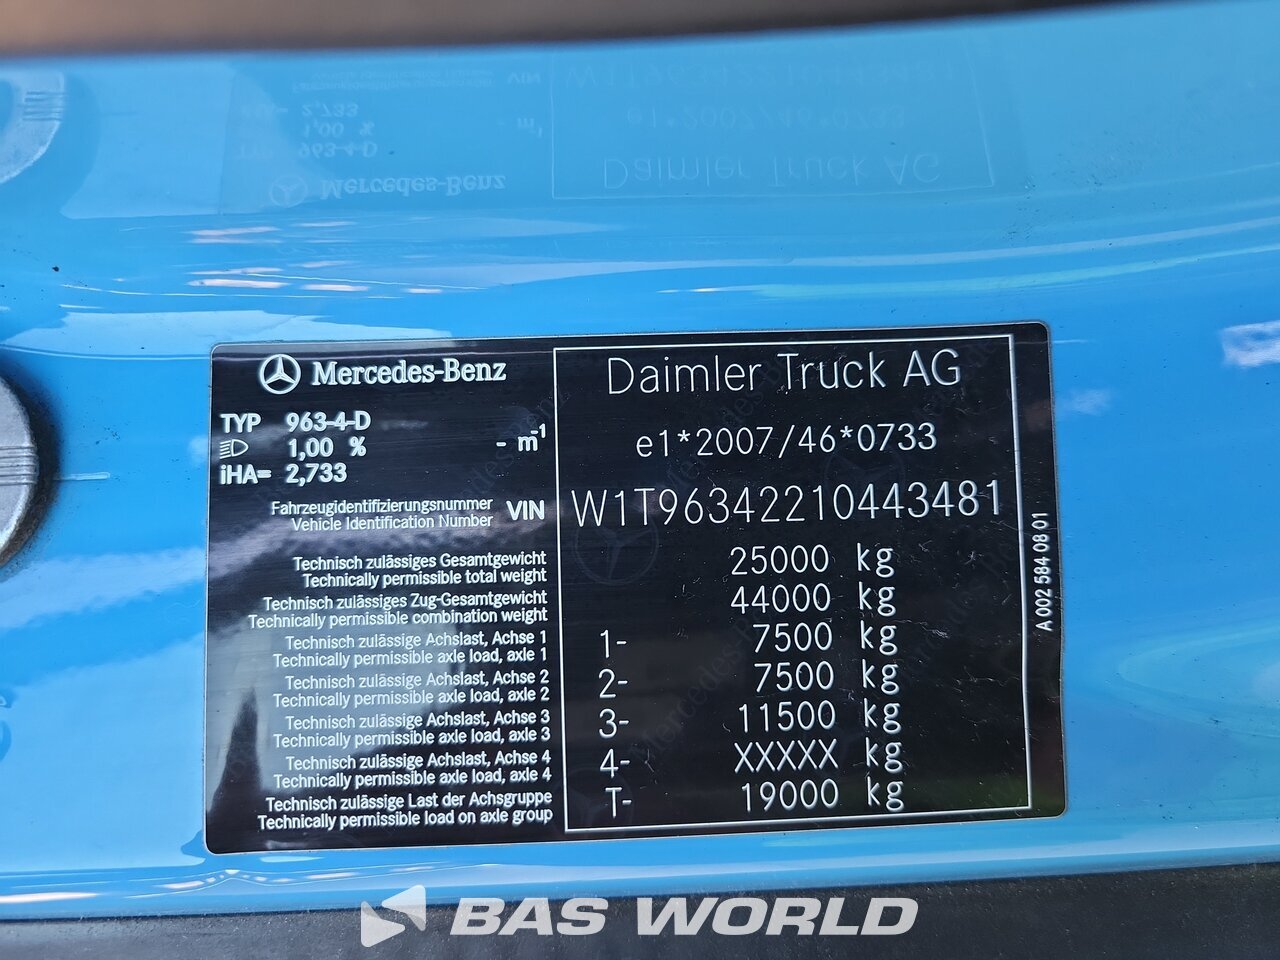 Mercedes-Benz
TYP 963-4-D
1,00 % - m-1
iHA= 2,733
Fahrzeugidentifizierungsnummer
Vehicle Identification Number
VIN
Daimler Truck AG
e1*2007/46*0733
W1T96342210443481
Technisch zulässiges Gesamtgewicht
Technically permissible total weight
25000 kg
Technisch zulässiges Zug-Gesamtgewicht
Technically permissible combination weight
44000 kg
Technisch zulässige Achslast, Achse 1
Technically permissible axle load, axle 1
1- 7500 kg
Technisch zulässige Achslast, Achse 2
Technically permissible axle load, axle 2
2- 7500 kg
Technisch zulässige Achslast, Achse 3
Technically permissible axle load, axle 3
3- 11500 kg
Technisch zulässige Achslast, Achse 4
Technically permissible axle load, axle 4
4- XXXXX kg
Technisch zulässige Last der Achsgruppe
Technically permissible load on axle group
T- 19000 kg
A 002 584 08 01
BAS WORLD